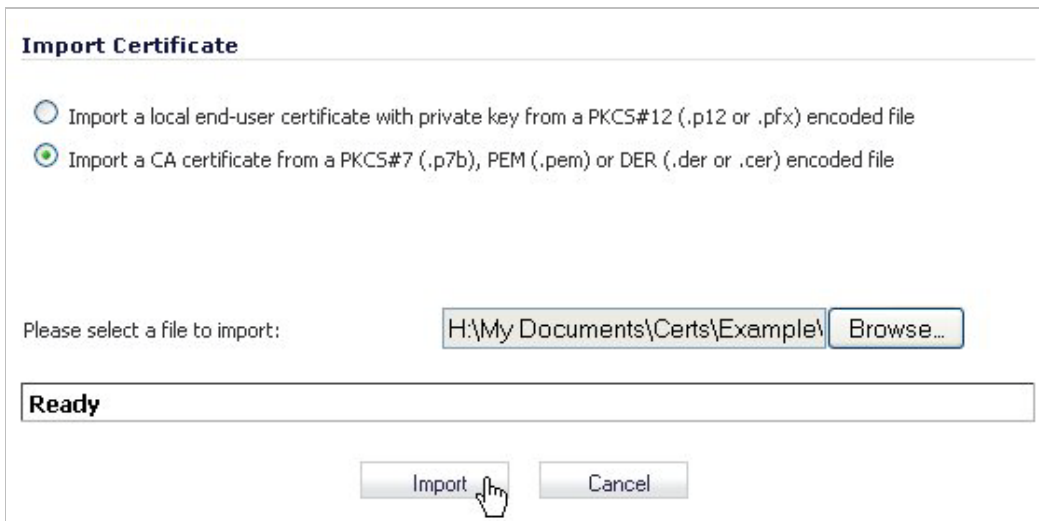 Import Certificate
Import a local end-user certificate with private key from a PKCS#12 (.p12 or .pfx) encoded file
Import a CA certificate from a PKCS#7 (.p7b), PEM (.pem) or DER (.der or .cer) encoded file
Please select a file to import: H:\My Documents\Certs\Example\ Browse...
Ready
Import Cancel